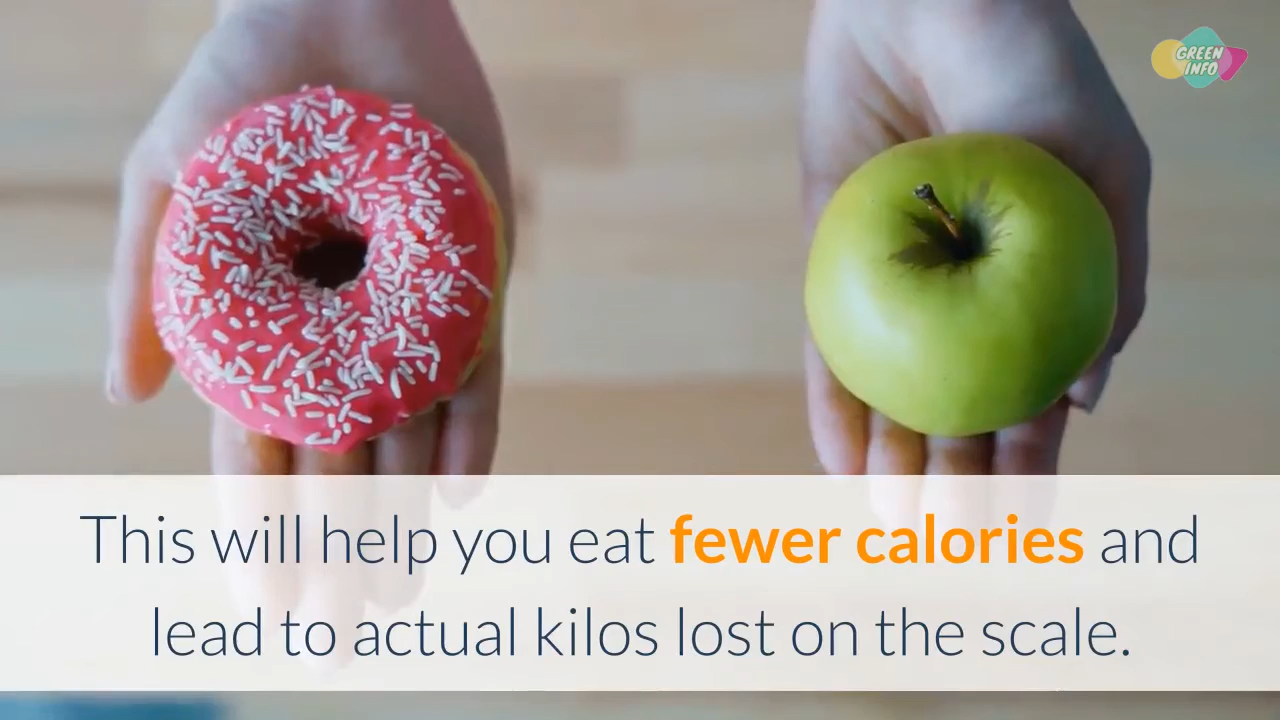 GREEN
INFO
This will help you eat fewer calories and
lead to actual kilos lost on the scale.